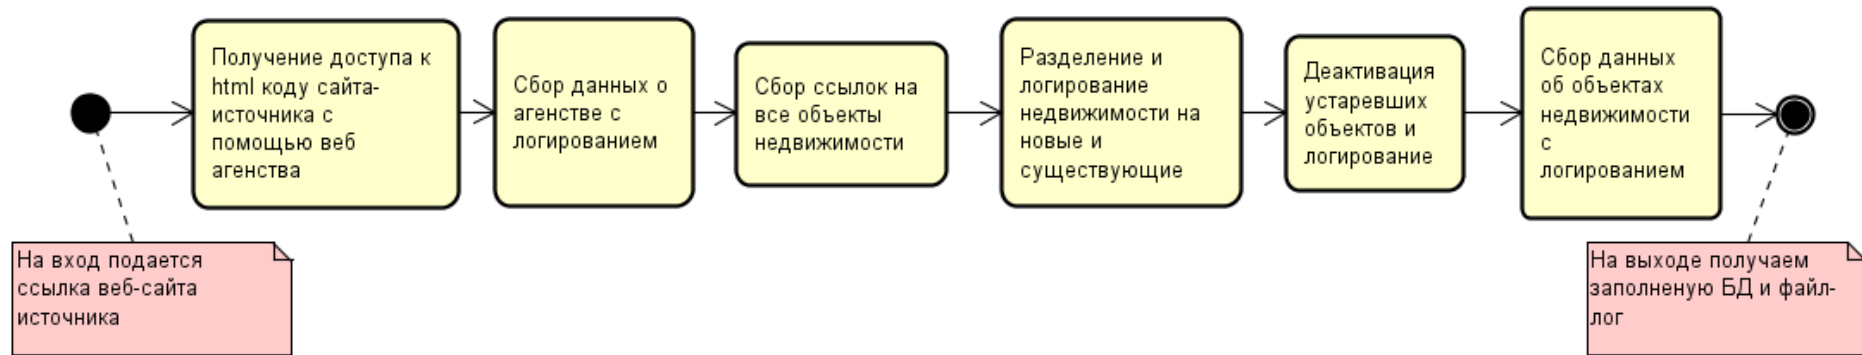 Получение доступа к
html коду сайта-
источника с
помощью веб
агенства
Сбор данных о
агенстве с
логированием
Сбор ссылок на
все объекты
недвижимости
Разделение и
логирование
недвижимости на
новые и
существующие
Деактивация
устаревших
объектов и
логирование
Сбор данных
об объектах
недвижимости
с
логированием
На вход подается
ссылка веб-сайта
источника
На выходе получаем
заполненую БД и файл-
лог